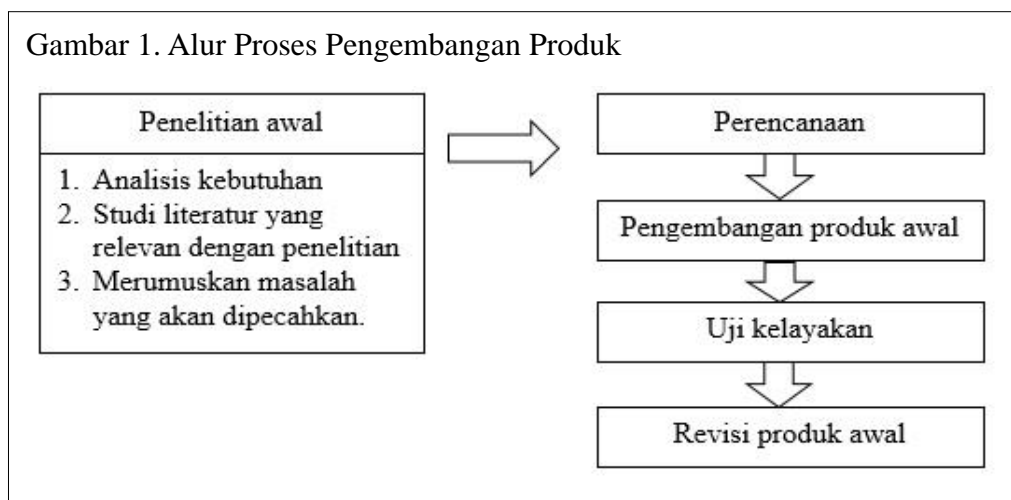 Gambar 1. Alur Proses Pengembangan Produk
Penelitian awal
1. Analisis kebutuhan
2. Studi literatur yang
relevan dengan penelitian
3. Merumuskan masalah
yang akan dipecahkan.
Perencanaan
Pengembangan produk awal
Uji kelayakan
Revisi produk awal